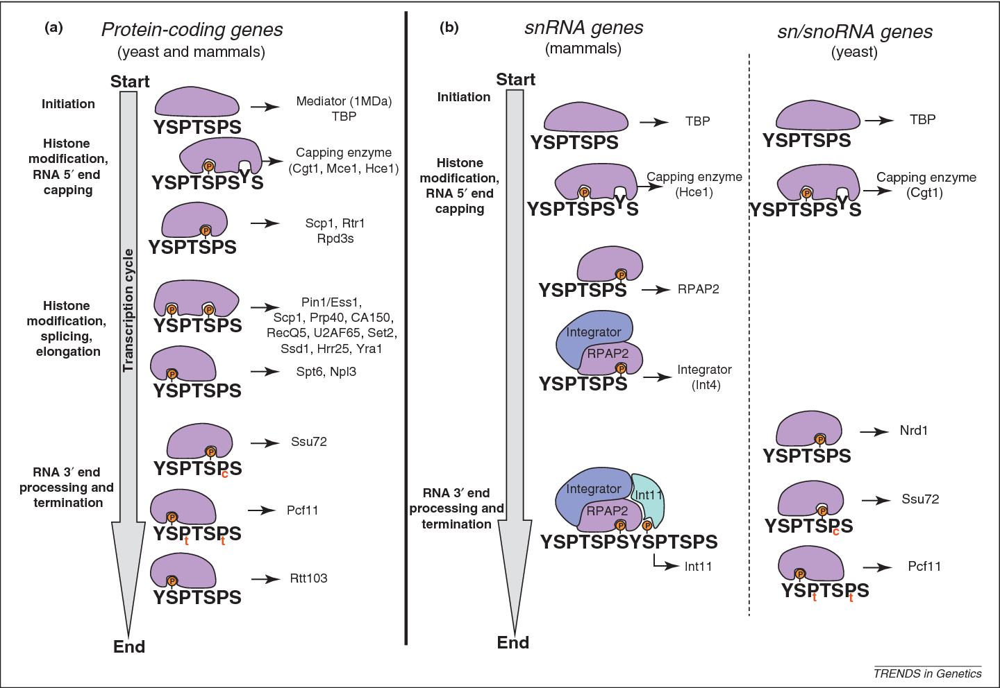 (a)
Protein-coding genes
(yeast and mammals)
Start
Initiation
Mediator (1MDa)
TBP
YSPTSPS
Histone
modification,
RNA 5′ end
capping
P
Capping enzyme
(Cgt1, Mce1, Hce1)
YSPTSPSYS
P
Scp1, Rtr1
Rpd3s
YSPTSPS
Transcription cycle
Histone
modification,
splicing,
elongation
P P
Pin1/Ess1,
Scp1, Prp40, CA150,
RecQ5, U2AF65, Set2,
Ssd1, Hrr25, Yra1
YSPTSPS
P
Spt6, Npl3
YSPTSPS
P
Ssu72
YSPTSPS
c
RNA 3′ end
processing and
termination
P
Pcf11
YSPTSPS
t t
P
Rtt103
YSPTSPS
End
(b)
snRNA genes
(mammals)
Start
Initiation
TBP
YSPTSPS
Histone
modification,
RNA 5′ end
capping
P
Capping enzyme
(Hce1)
YSPTSPSYS
P
YSPTSPS
RPAP2
Integrator
RPAP2
P
Integrator
(Int4)
YSPTSPS
RNA 3′ end
processing and
termination
Integrator
Int11
RPAP2
P P
YSPTSPSYSPTSPS
Int11
End
sn/snoRNA genes
(yeast)
TBP
YSPTSPS
P
Capping enzyme
(Cgt1)
YSPTSPSYS
P
Nrd1
YSPTSPS
P
Ssu72
YSPTSPS
c
P
Pcf11
YSPTSPS
t t
TRENDS in Genetics